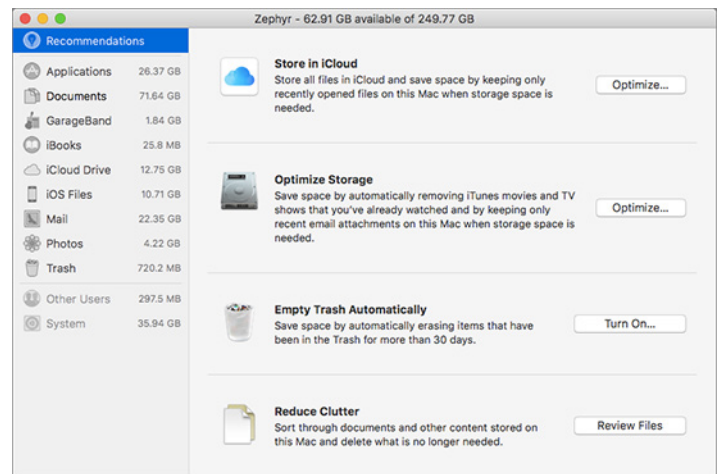 Zephyr - 62.91 GB available of 249.77 GB
Recommendations
Applications 26.37 GB
Documents 71.64 GB
GarageBand 1.84 GB
iBooks 25.8 MB
iCloud Drive 12.75 GB
iOS Files 10.71 GB
Mail 22.35 GB
Photos 4.22 GB
Trash 720.2 MB
Other Users 297.5 MB
System 35.94 GB
Store in iCloud
Store all files in iCloud and save space by keeping only
recently opened files on this Mac when storage space is
needed.
Optimize...
Optimize Storage
Save space by automatically removing iTunes movies and TV
shows that you've already watched and by keeping only
recent email attachments on this Mac when storage space is
needed.
Optimize...
Empty Trash Automatically
Save space by automatically erasing items that have
been in the Trash for more than 30 days.
Turn On...
Reduce Clutter
Sort through documents and other content stored on
this Mac and delete what is no longer needed.
Review Files